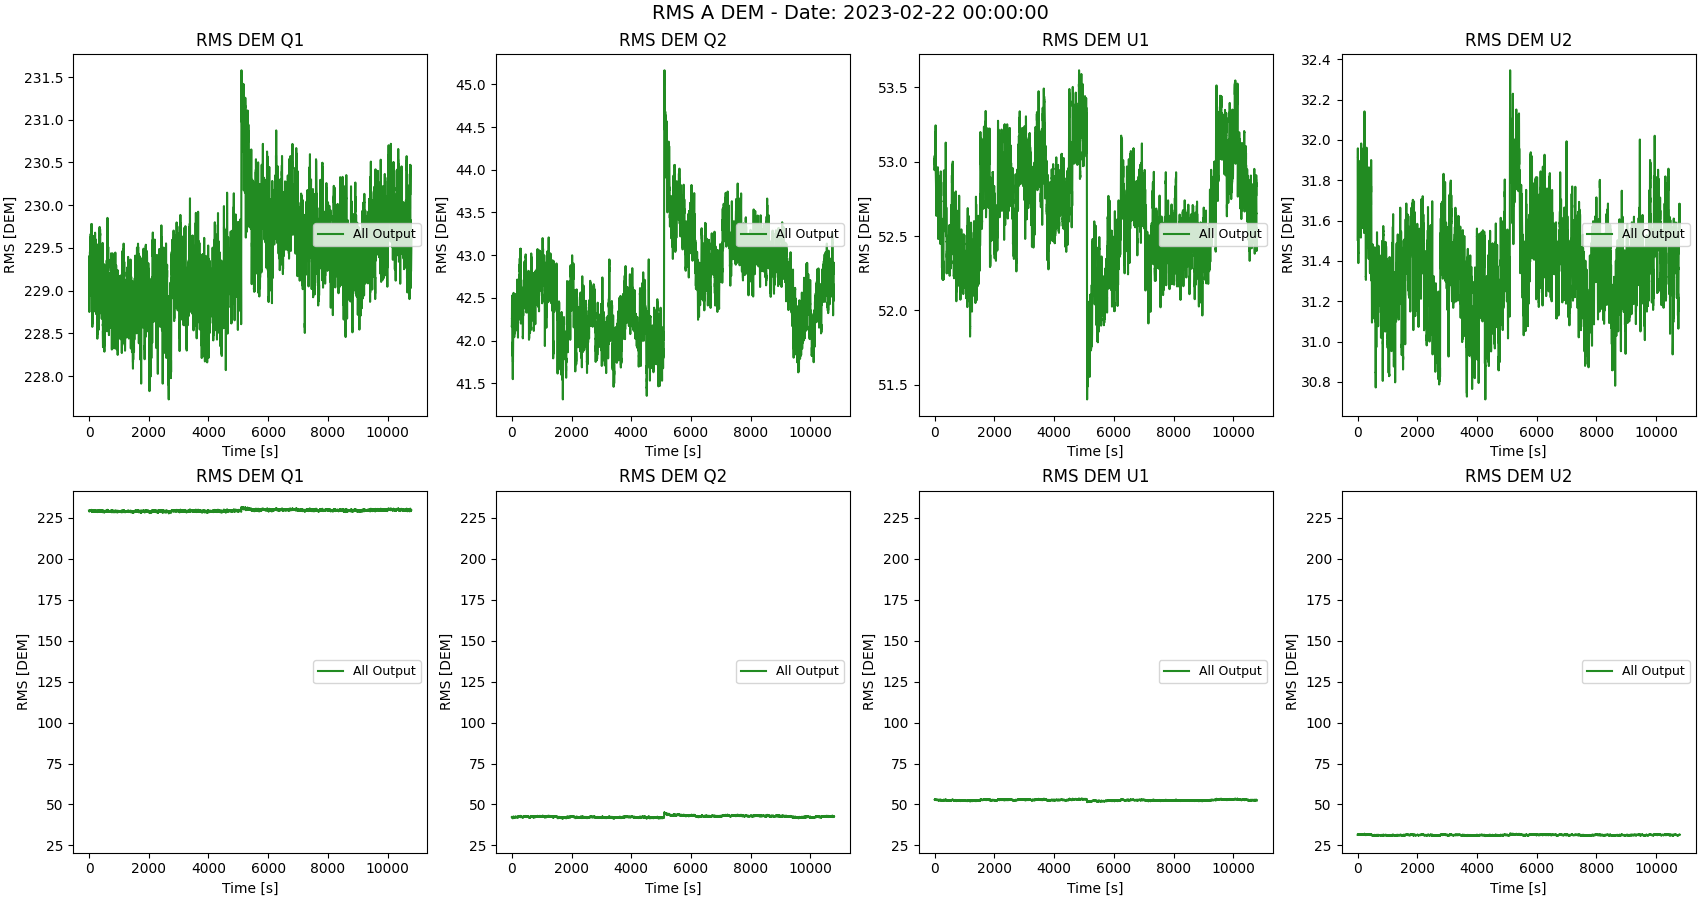 RMS A DEM - Date: 2023-02-22 00:00:00
RMS DEM Q1
RMS [DEM]
231.5
231.0
230.5
230.0
229.5
229.0
228.5
228.0
All Output
0 2000 4000 6000 8000 10000
Time [s]
RMS DEM Q2
RMS [DEM]
45.0
44.5
44.0
43.5
43.0
42.5
42.0
41.5
All Output
0 2000 4000 6000 8000 10000
Time [s]
RMS DEM U1
RMS [DEM]
53.5
53.0
52.5
52.0
51.5
All Output
0 2000 4000 6000 8000 10000
Time [s]
RMS DEM U2
RMS [DEM]
32.4
32.2
32.0
31.8
31.6
31.4
31.2
31.0
30.8
All Output
0 2000 4000 6000 8000 10000
Time [s]
RMS DEM Q1
RMS [DEM]
225
200
175
150
125
100
75
50
25
All Output
0 2000 4000 6000 8000 10000
Time [s]
RMS DEM Q2
RMS [DEM]
225
200
175
150
125
100
75
50
25
All Output
0 2000 4000 6000 8000 10000
Time [s]
RMS DEM U1
RMS [DEM]
225
200
175
150
125
100
75
50
25
All Output
0 2000 4000 6000 8000 10000
Time [s]
RMS DEM U2
RMS [DEM]
225
200
175
150
125
100
75
50
25
All Output
0 2000 4000 6000 8000 10000
Time [s]